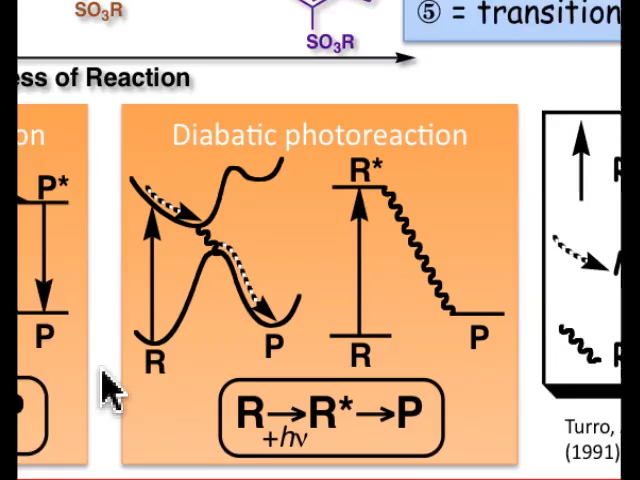 SO3R
SO3R
⑤ = transition
ess of Reaction
on
Diabatic photoreaction
P*
R*
P
R
P
R
P
R→R*→P
+hν
Turro,
(1991)